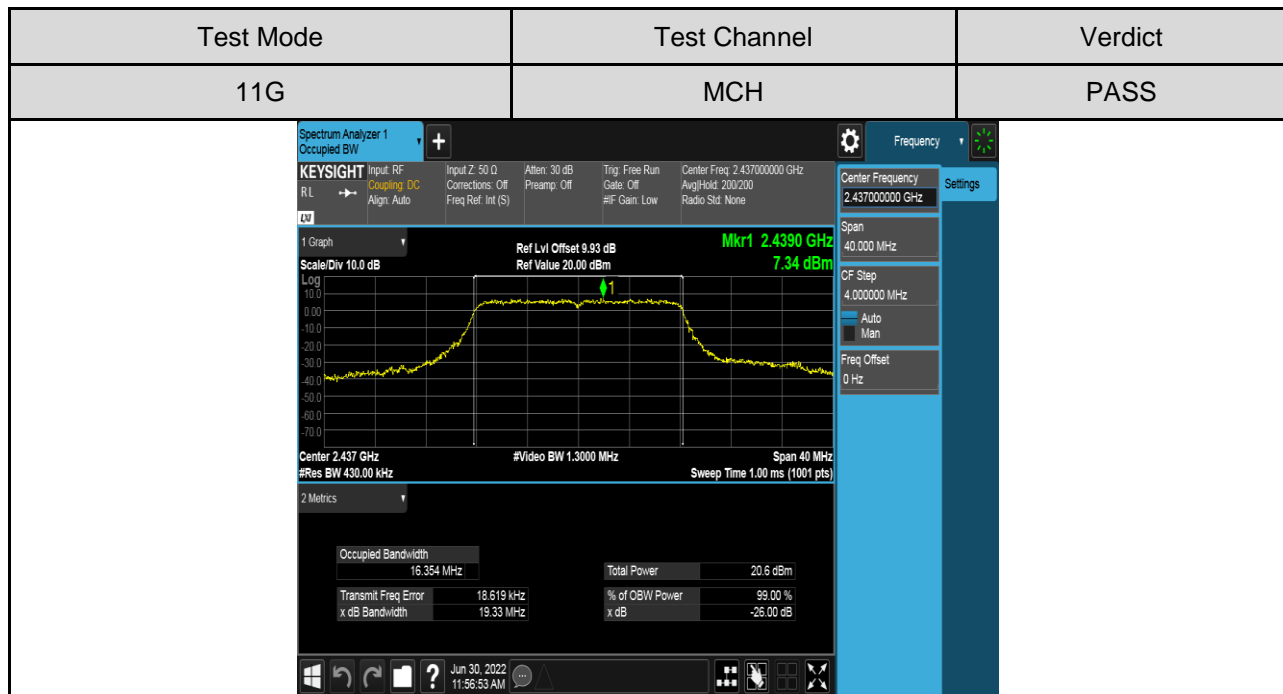 Test Mode Test Channel Verdict
11G MCH PASS
Spectrum Analyzer 1
Occupied BW
+
Frequency
KEYSIGHT
R L
LXI
Input: RF
Coupling: DC
Align: Auto
Input Z: 50 Ω
Corrections: Off
Freq Ref: Int (S)
Atten: 30 dB
Preamp: Off
Trig: Free Run
Gate: Off
#IF Gain: Low
Center Freq: 2.437000000 GHz
Avg|Hold: 200/200
Radio Std: None
Center Frequency
2.437000000 GHz
Settings
Span
40.000 MHz
CF Step
4.000000 MHz
Auto
Man
Freq Offset
0 Hz
1 Graph
Scale/Div 10.0 dB
Ref Lvl Offset 9.93 dB
Ref Value 20.00 dBm
Mkr1 2.4390 GHz
7.34 dBm
Log
10.0
0.00
-10.0
-20.0
-30.0
-40.0
-50.0
-60.0
-70.0
1
Center 2.437 GHz #Video BW 1.3000 MHz Span 40 MHz
#Res BW 430.00 kHz Sweep Time 1.00 ms (1001 pts)
2 Metrics
Occupied Bandwidth
16.354 MHz Total Power 20.6 dBm
Transmit Freq Error 18.619 kHz % of OBW Power 99.00 %
x dB Bandwidth 19.33 MHz x dB -26.00 dB
?
Jun 30, 2022
11:56:53 AM